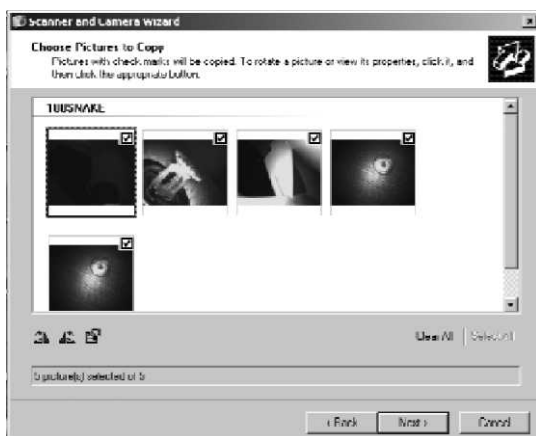 Scanner and Camera Wizard
Choose Pictures to Copy
Pictures with check marks will be copied. To rotate a picture or view its properties, click it, and
then click the appropriate button.
100SNAKE
Clear All
Select All
5 picture(s) selected of 5
< Back
Next >
Cancel